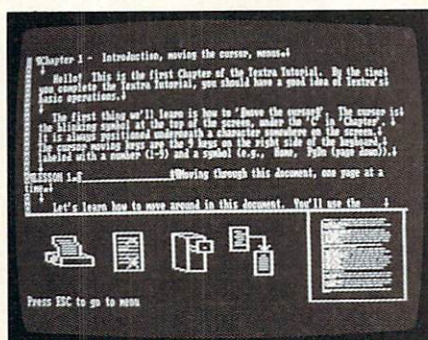 Chapter 1 - Introduction, moving the cursor, menus.
Hello! This is the first Chapter of the Textra Tutorial. By the time
you complete the Textra Tutorial, you should have a good idea of Textra's
basic operations.
The first thing we'll learn is how to "move the cursor". The cursor is
the blinking symbol at the top of the screen, under the "C" in "Chapter".
It is always positioned underneath a character somewhere on the screen.
The cursor moving keys are the 9 keys on the right side of the keyboard,
labeled with a number (1-9) and a symbol (e.g., Home, PgDn (page down)).
LESSON 1. Moving through this document, one page at a
time.
Let's learn how to move around in this document. You'll use the
Press ESC to go to menu